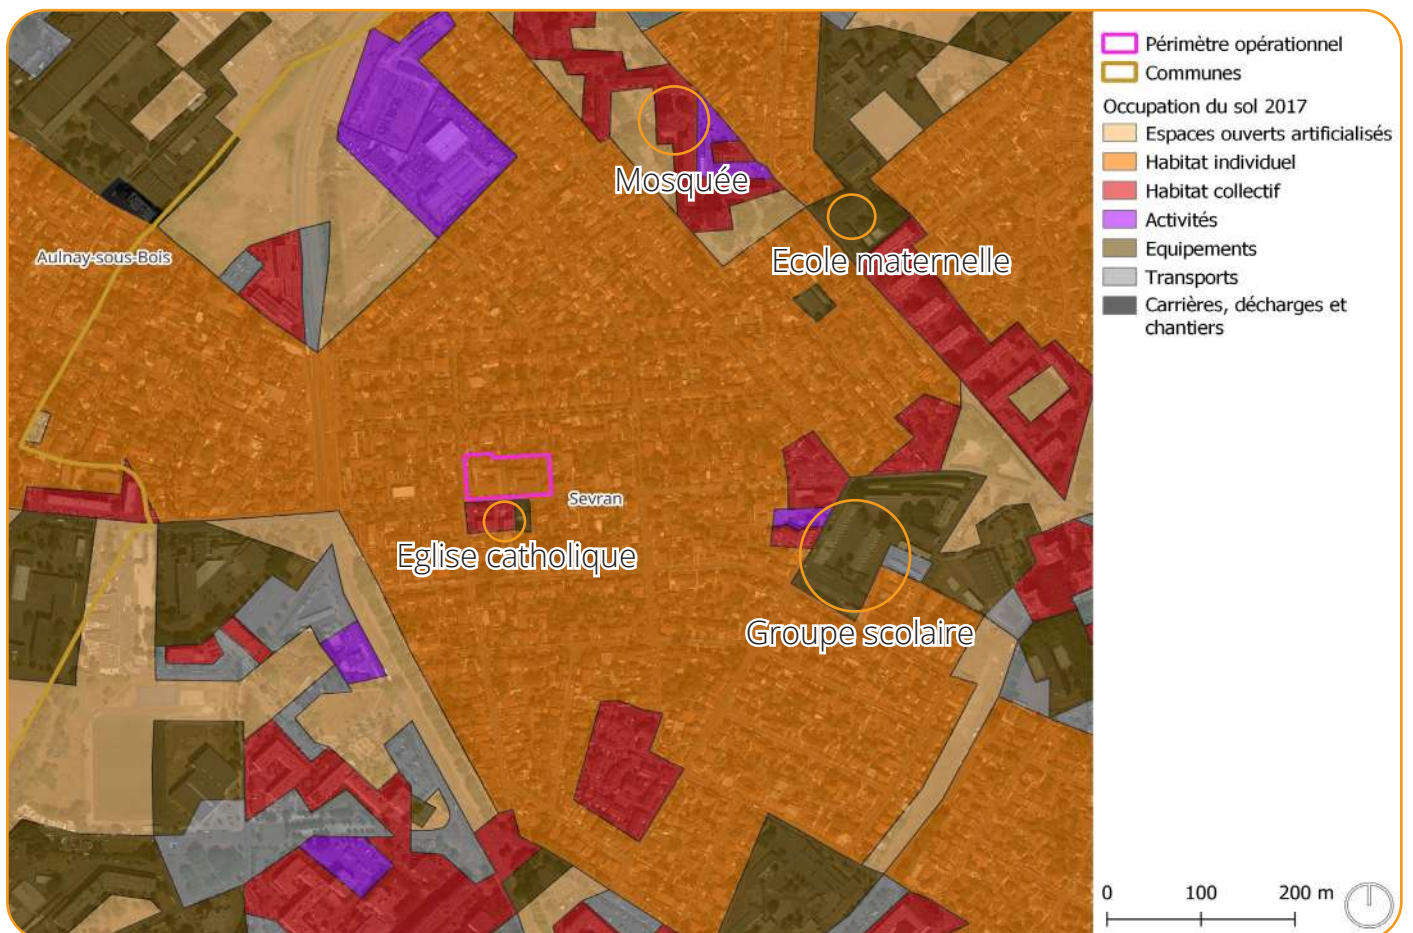 Mosquée
Ecole maternelle
Aulnay-sous-Bois
Sevran
Eglise catholique
Groupe scolaire
Périmètre opérationnel
Communes
Occupation du sol 2017
Espaces ouverts artificialisés
Habitat individuel
Habitat collectif
Activités
Equipements
Transports
Carrières, décharges et
chantiers
0 100 200 m